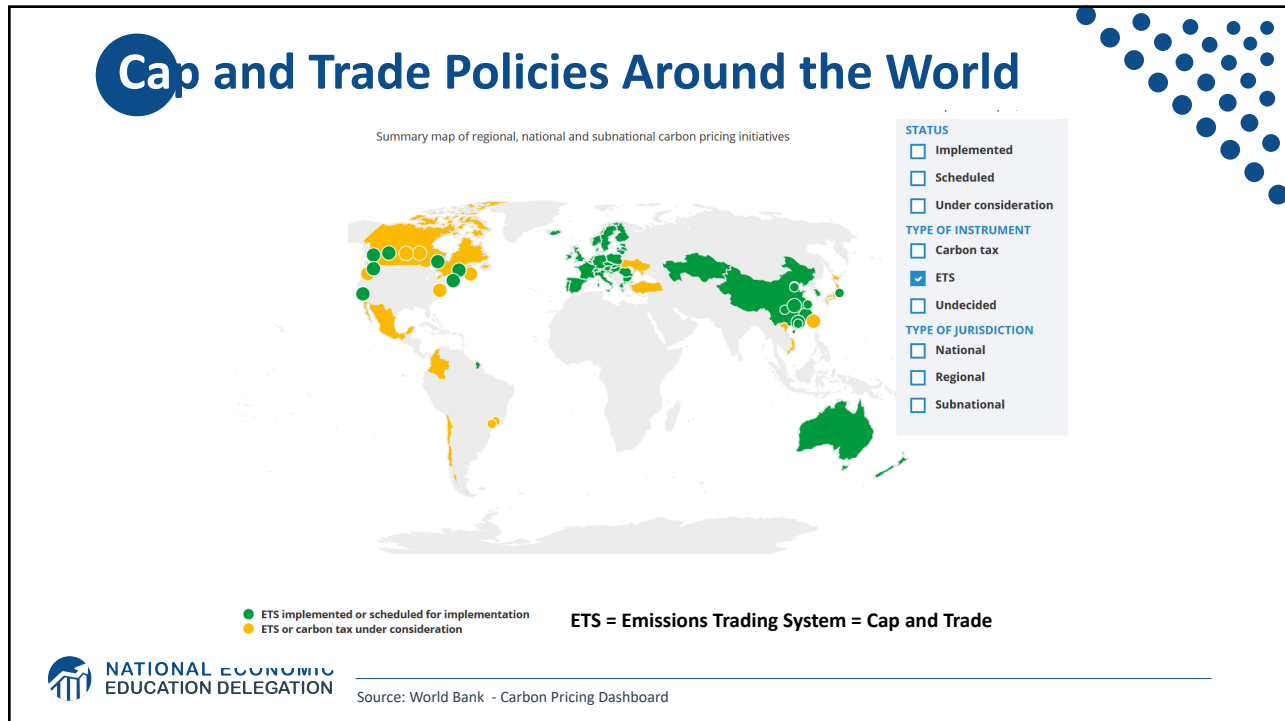 Cap and Trade Policies Around the World
Summary map of regional, national and subnational carbon pricing initiatives
STATUS
Implemented
Scheduled
Under consideration
TYPE OF INSTRUMENT
Carbon tax
ETS
Undecided
TYPE OF JURISDICTION
National
Regional
Subnational
ETS implemented or scheduled for implementation
ETS or carbon tax under consideration
ETS = Emissions Trading System = Cap and Trade
NATIONAL ECONOMIC
EDUCATION DELEGATION
Source: World Bank - Carbon Pricing Dashboard